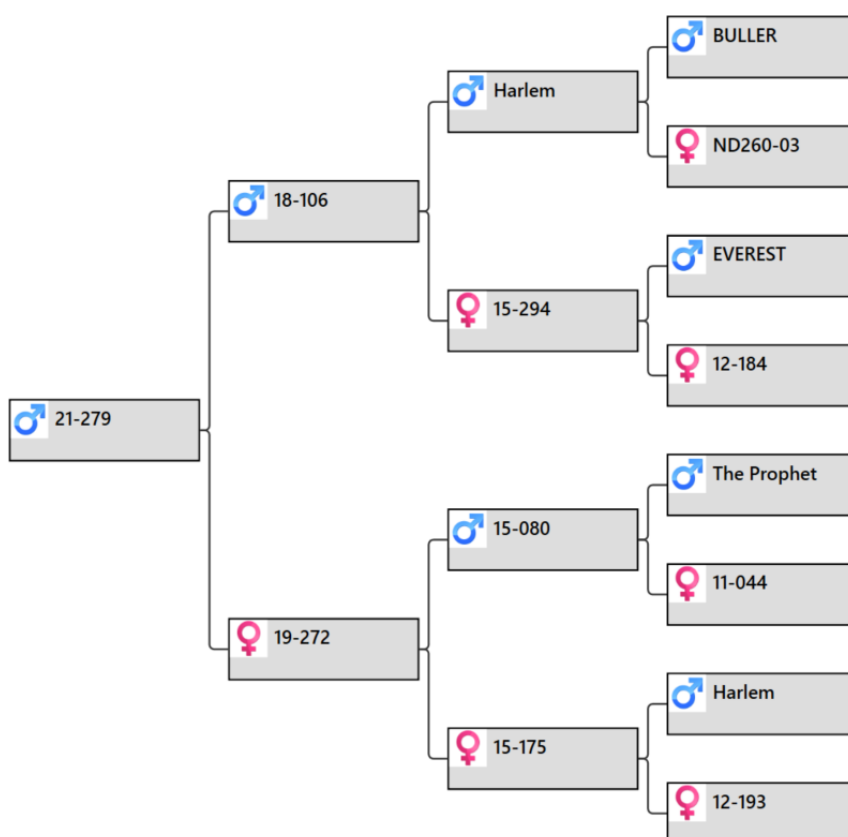 BULLER
Harlem
ND260-03
18-106
EVEREST
15-294
12-184
21-279
The Prophet
15-080
11-044
19-272
Harlem
15-175
12-193